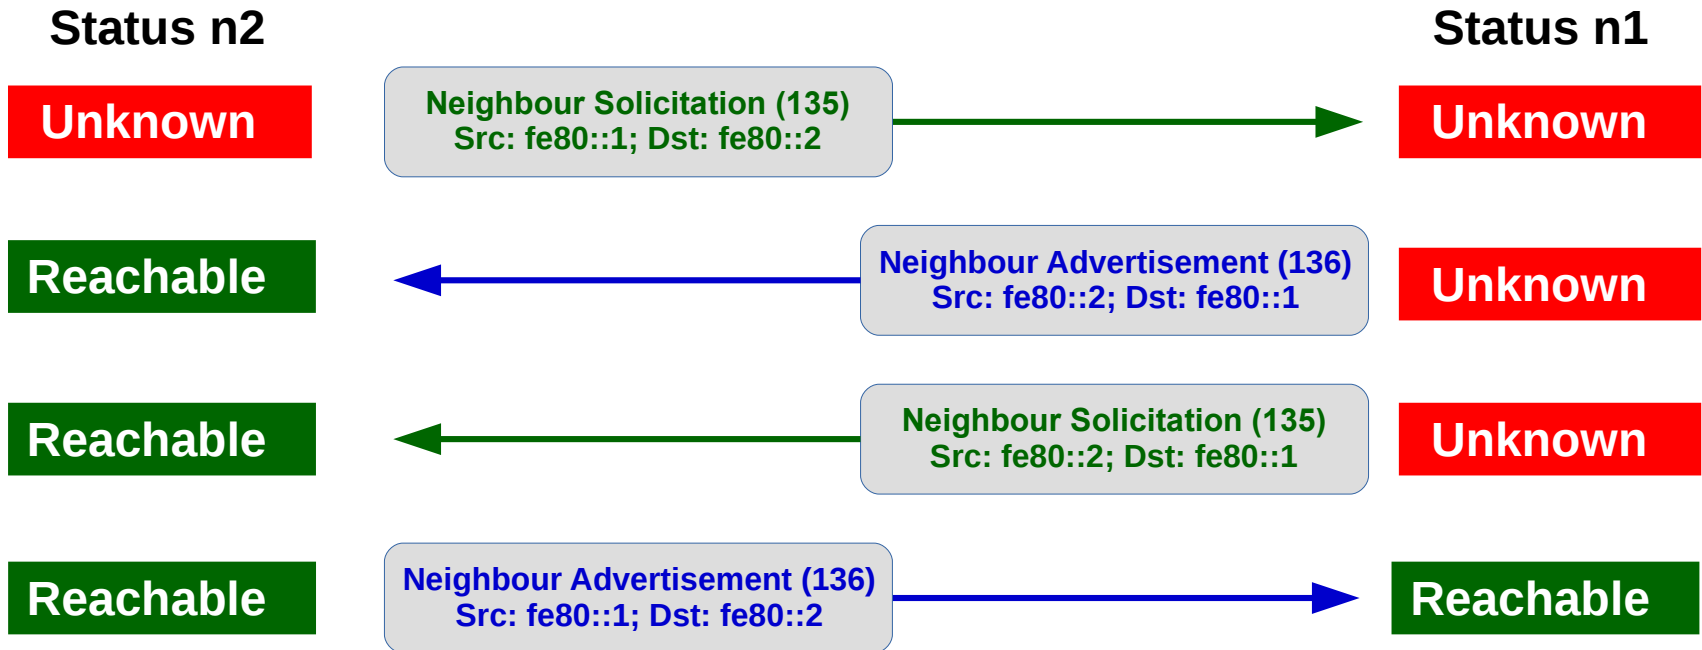 Status n2
Status n1
Unknown
Neighbour Solicitation (135)
Src: fe80::1; Dst: fe80::2
Unknown
Reachable
Neighbour Advertisement (136)
Src: fe80::2; Dst: fe80::1
Unknown
Reachable
Neighbour Solicitation (135)
Src: fe80::2; Dst: fe80::1
Unknown
Reachable
Neighbour Advertisement (136)
Src: fe80::1; Dst: fe80::2
Reachable